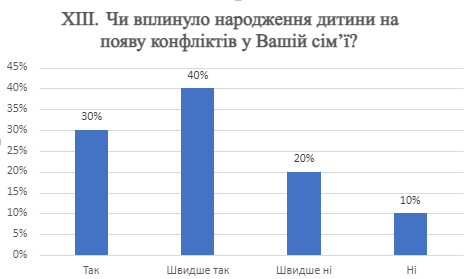 XIII. Чи вплинуло народження дитини на
появу конфліктів у Вашій сім’ї?
45%
40%
35%
30%
25%
20%
15%
10%
5%
0%
30%
40%
20%
10%
Так
Швидше так
Швидше ні
Ні